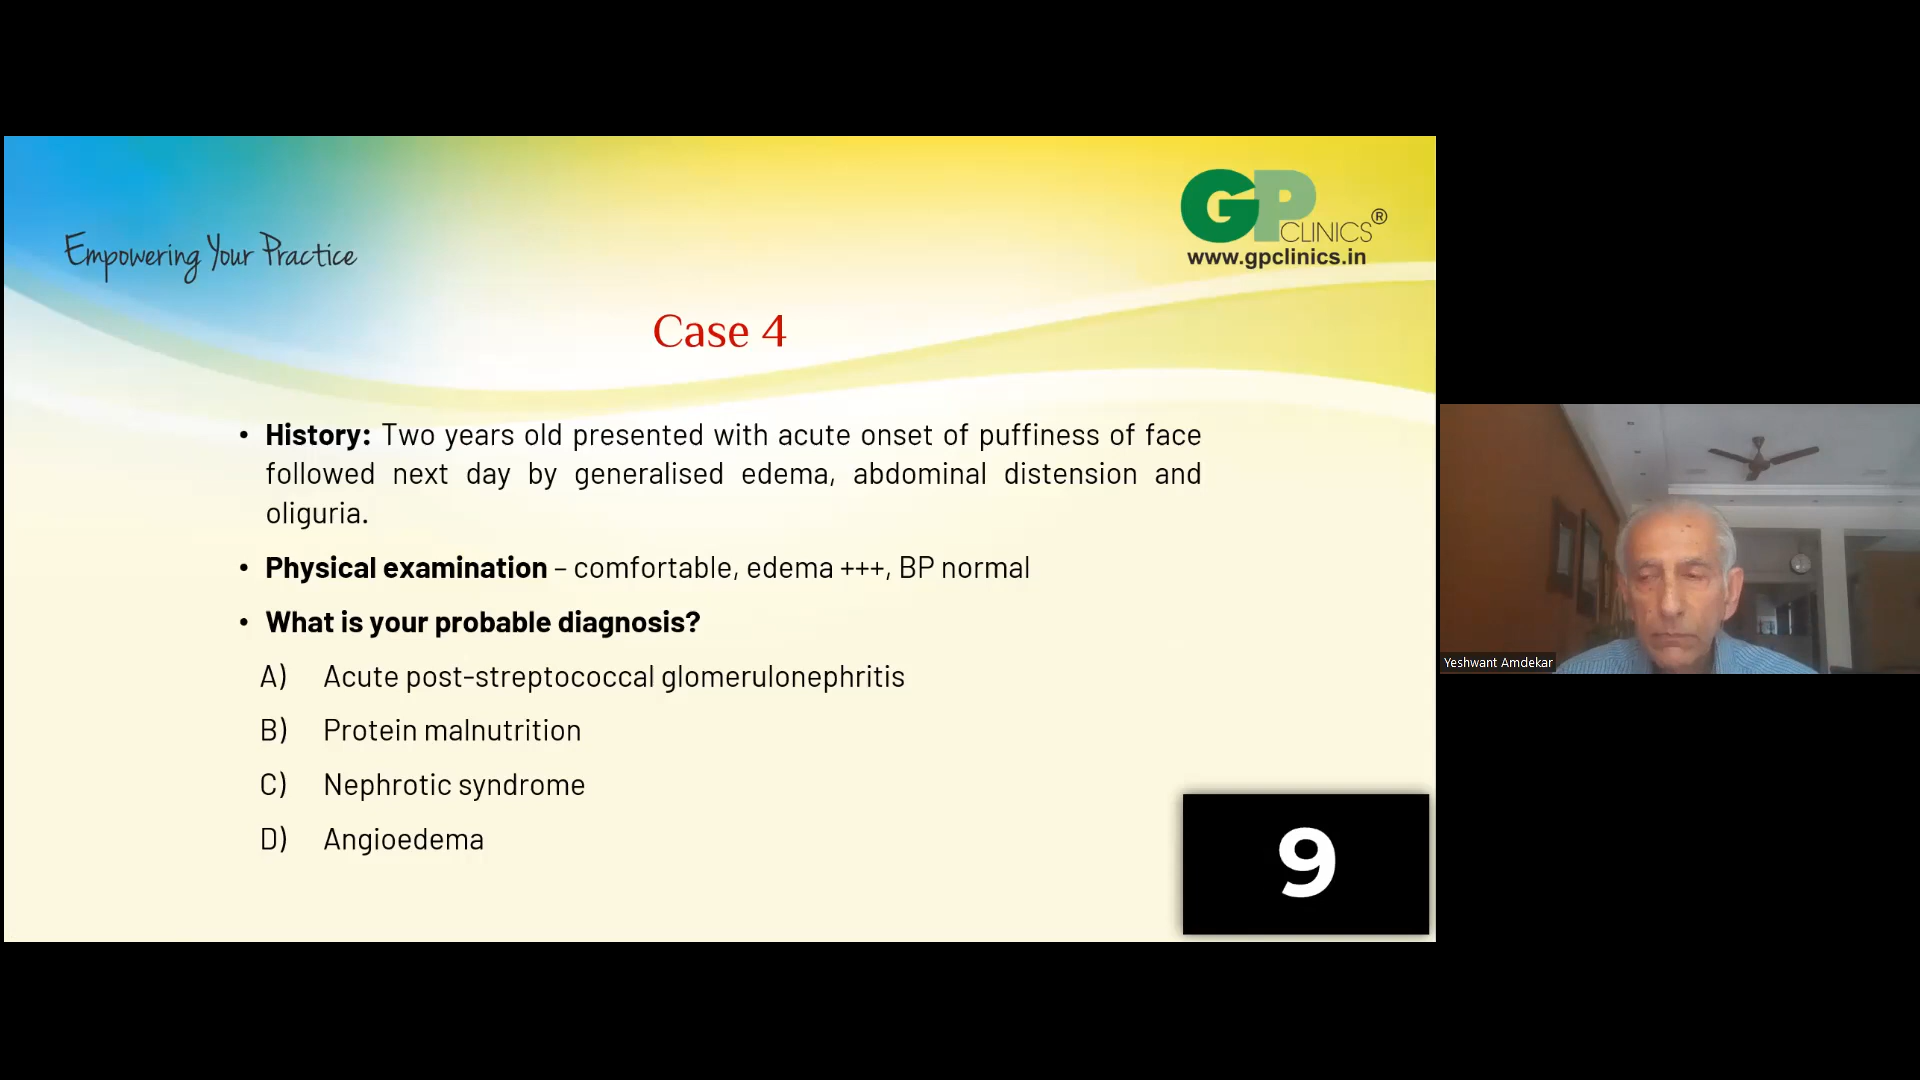 Empowering Your Practice
GP CLINICS®
www.gpclinics.in
Case 4
• History: Two years old presented with acute onset of puffiness of face
followed next day by generalised edema, abdominal distension and
oliguria.
• Physical examination – comfortable, edema +++, BP normal
• What is your probable diagnosis?
A) Acute post-streptococcal glomerulonephritis
B) Protein malnutrition
C) Nephrotic syndrome
D) Angioedema
9
Yeshwant Amdekar